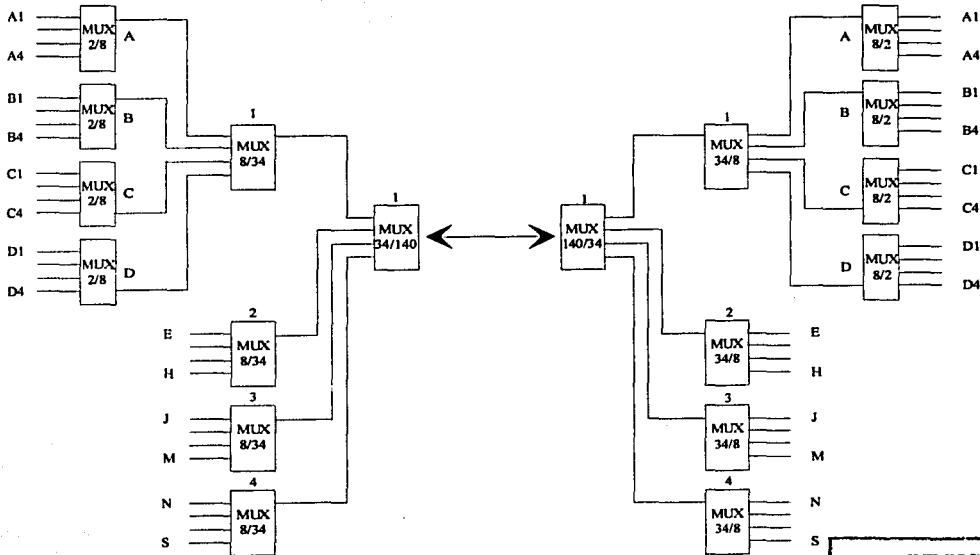 A1
A4
MUX
2/8
A
B1
B4
MUX
2/8
B
C1
C4
MUX
2/8
C
D1
D4
MUX
2/8
D
1
MUX
8/34
E
H
2
MUX
8/34
J
M
3
MUX
8/34
N
S
4
MUX
8/34
1
MUX
34/140
1
MUX
140/34
1
MUX
34/8
2
MUX
34/8
E
H
3
MUX
34/8
J
M
4
MUX
34/8
N
S
A
MUX
8/2
A1
A4
B
MUX
8/2
B1
B4
C
MUX
8/2
C1
C4
D
MUX
8/2
D1
D4